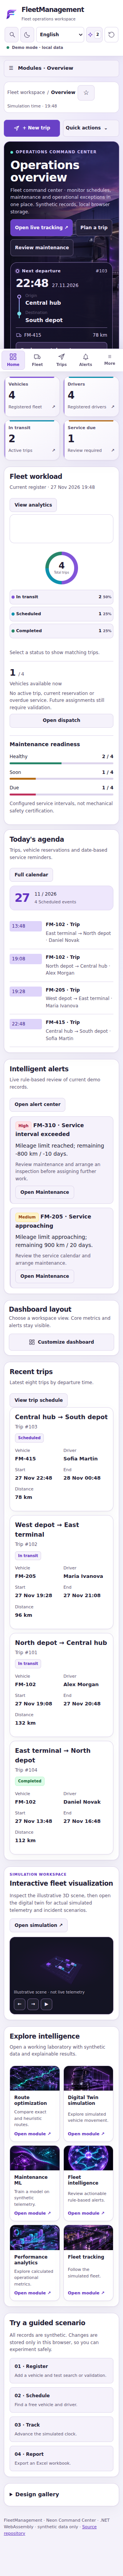 FleetManagement
Fleet operations workspace
English
2
Demo mode · local data
Modules · Overview
Fleet workspace / Overview
Simulation time · 19:48
+ New trip
Quick actions
OPERATIONS COMMAND CENTER
Operations overview
Fleet command center · monitor schedules, maintenance and operational exceptions in one place. Synthetic records, local browser storage.
Open live tracking ↗
Plan a trip
Review maintenance
Next departure
#103
22:48 27.11.2026
Origin
Central hub
Destination
South depot
FM-415
78 km
Home
Fleet
Trips
Alerts
More
Vehicles
4
Registered fleet ↗
Drivers
4
Registered drivers ↗
In transit
2
Active trips ↗
Service due
1
Review required ↗
Fleet workload
Current register · 27 Nov 2026 19:48
View analytics
4
In transit 2 50%
Scheduled 1 25%
Completed 1 25%
Select a status to show matching trips.
1 / 4
Vehicles available now
No active trip, current reservation or overdue service. Future assignments still require validation.
Open dispatch
Maintenance readiness
Healthy 2 / 4
Soon 1 / 4
Due 1 / 4
Configured service intervals, not mechanical safety certification.
Today's agenda
Trips, vehicle reservations and date-based service reminders.
Full calendar
27
11 / 2026
4 Scheduled events
13:48
FM-102 · Trip
East terminal → North depot · Daniel Novak
19:08
FM-102 · Trip
North depot → Central hub · Alex Morgan
19:28
FM-205 · Trip
West depot → East terminal · Maria Ivanova
22:48
FM-415 · Trip
Central hub → South depot · Sofia Martin
Intelligent alerts
Live rule-based review of current demo records.
Open alert center
High FM-310 · Service interval exceeded
Mileage limit reached; remaining -800 km / -10 days.
Review maintenance and arrange an inspection before assigning further work.
Open Maintenance
Medium FM-205 · Service approaching
Mileage limit approaching; remaining 900 km / 20 days.
Review the service calendar and arrange maintenance.
Open Maintenance
Dashboard layout
Choose a workspace view. Core metrics and alerts stay visible.
Customize dashboard
Recent trips
Latest eight trips by departure time.
View trip schedule
Central hub → South depot
Trip #103
Scheduled
Vehicle
FM-415
Driver
Sofia Martin
Start
27 Nov 22:48
End
28 Nov 00:48
Distance
78 km
West depot → East terminal
Trip #102
In transit
Vehicle
FM-205
Driver
Maria Ivanova
Start
27 Nov 19:28
End
27 Nov 21:08
Distance
96 km
North depot → Central hub
Trip #101
In transit
Vehicle
FM-102
Driver
Alex Morgan
Start
27 Nov 19:08
End
27 Nov 20:48
Distance
132 km
East terminal → North depot
Trip #104
Completed
Vehicle
FM-102
Driver
Daniel Novak
Start
27 Nov 13:48
End
27 Nov 16:48
Distance
112 km
SIMULATION WORKSPACE
Interactive fleet visualization
Inspect the illustrative 3D scene, then open the digital twin for actual simulated scenarios and assigned telemetry.
Open simulation ↗
Illustrative scene · not live telemetry
Explore intelligence
Open a working laboratory with synthetic data and explainable results.
Route optimization
Compare exact and heuristic routes.
Open module ↗
Digital Twin simulation
Explore simulated vehicle movement.
Open module ↗
Maintenance ML
Train a model on synthetic telemetry.
Open module ↗
Fleet intelligence
Review actionable rule-based alerts.
Open module ↗
Performance analytics
Explore calculated operational metrics.
Open module ↗
Fleet tracking
Follow the simulated fleet.
Open module ↗
Try a guided scenario
All records are synthetic. Changes are stored only in this browser, so you can experiment safely.
01 · Register
Add a vehicle and test search or validation.
02 · Schedule
Find a free vehicle and driver.
03 · Track
Advance the simulated clock.
04 · Report
Export an Excel workbook.
Design gallery
FleetManagement · Neon Command Center · .NET WebAssembly · synthetic data only · Source repository